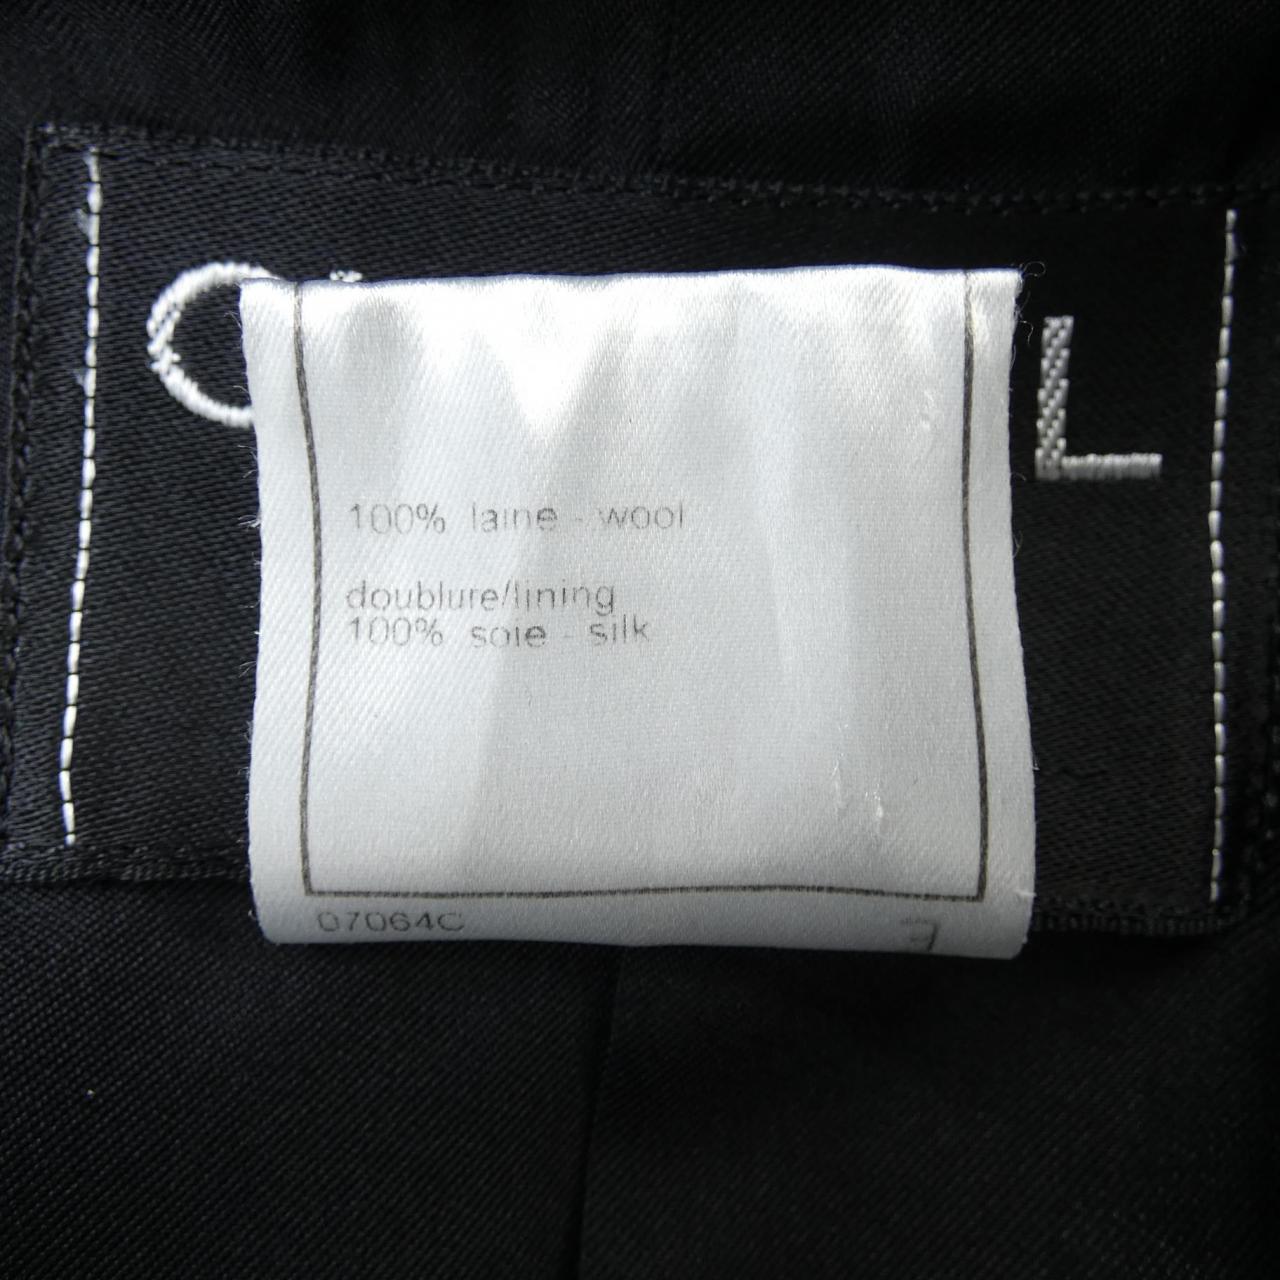 C L
100% laine - wool
doublure/lining
100% soie - silk
07064C